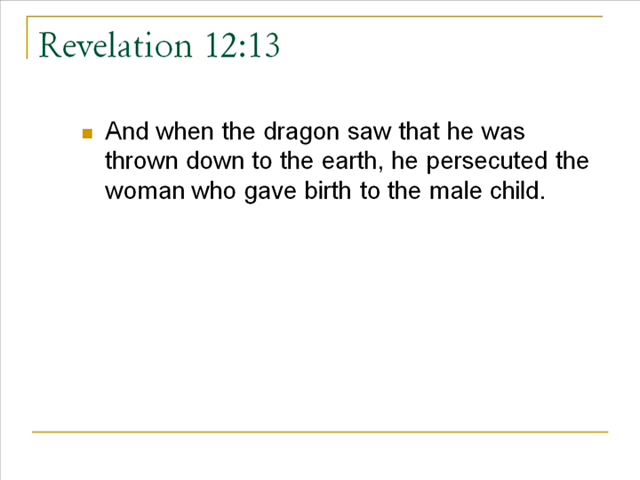 Revelation 12:13
And when the dragon saw that he was
thrown down to the earth, he persecuted the
woman who gave birth to the male child.